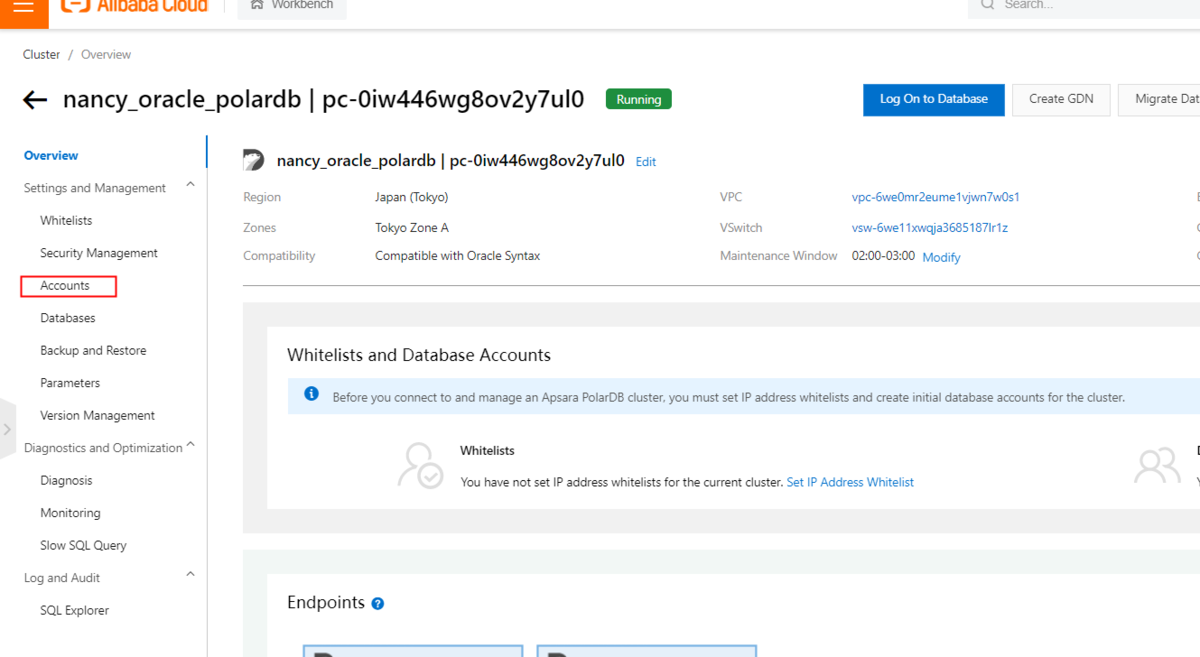 Alibaba Cloud
Workbench
Search...
Cluster / Overview
nancy_oracle_polardb | pc-0iw446wg8ov2y7ul0
Running
Log On to Database
Create GDN
Migrate Dat
Overview
Settings and Management
Whitelists
Security Management
Accounts
Databases
Backup and Restore
Parameters
Version Management
Diagnostics and Optimization
Diagnosis
Monitoring
Slow SQL Query
Log and Audit
SQL Explorer
nancy_oracle_polardb | pc-0iw446wg8ov2y7ul0 Edit
Region Japan (Tokyo) VPC vpc-6we0mr2eume1vjwn7w0s1
Zones Tokyo Zone A VSwitch vsw-6we11xwqja3685187lr1z
Compatibility Compatible with Oracle Syntax Maintenance Window 02:00-03:00 Modify
Whitelists and Database Accounts
Before you connect to and manage an Apsara PolarDB cluster, you must set IP address whitelists and create initial database accounts for the cluster.
Whitelists
You have not set IP address whitelists for the current cluster. Set IP Address Whitelist
Endpoints